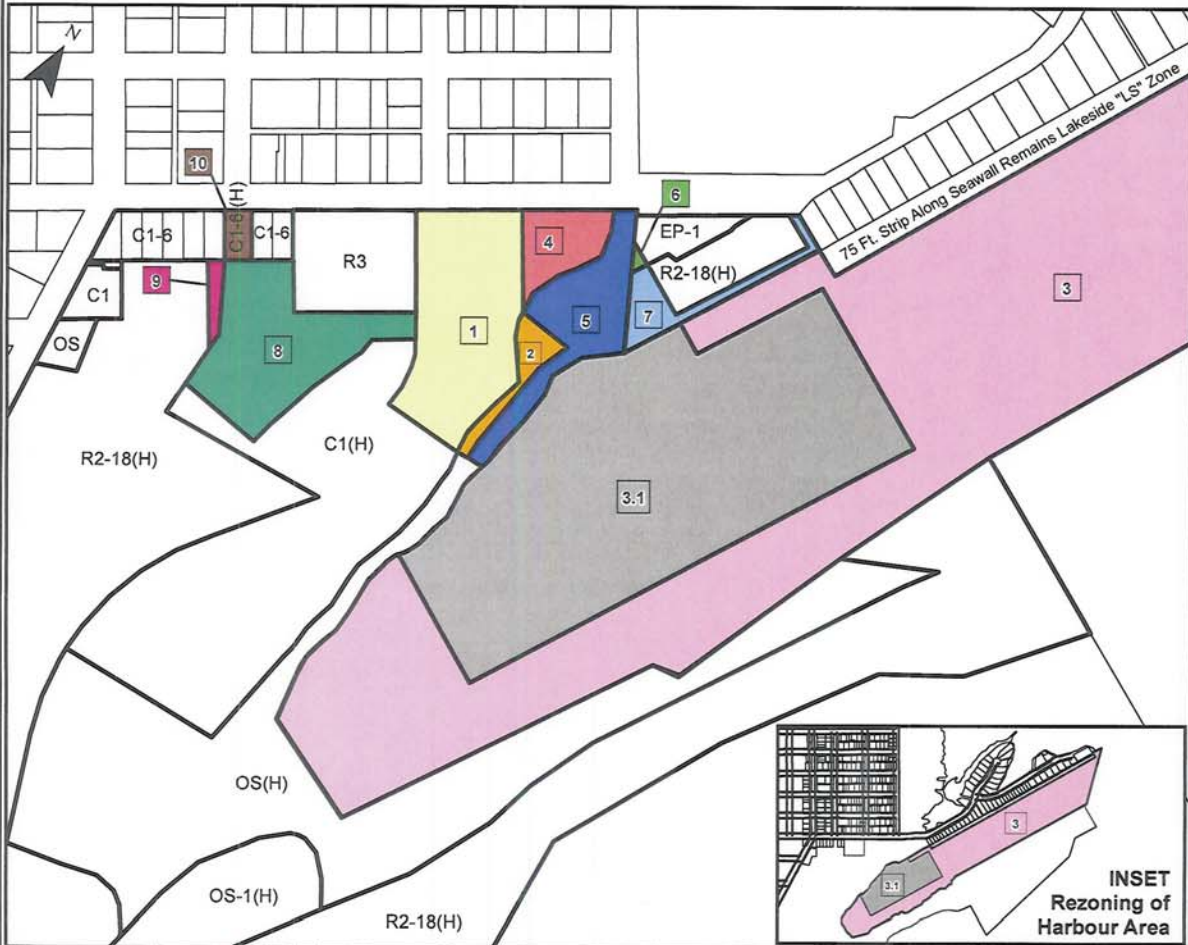 N
75 Ft. Strip Along Seawall Remains Lakeside "LS" Zone
10
6
C1-6
C1-6 (H)
C1-6
EP-1
4
R3
R2-18(H)
3
C1
9
7
5
1
8
2
OS
C1(H)
R2-18(H)
3.1
OS(H)
OS-1(H)
R2-18(H)
3
3.1
INSET
Rezoning of
Harbour Area